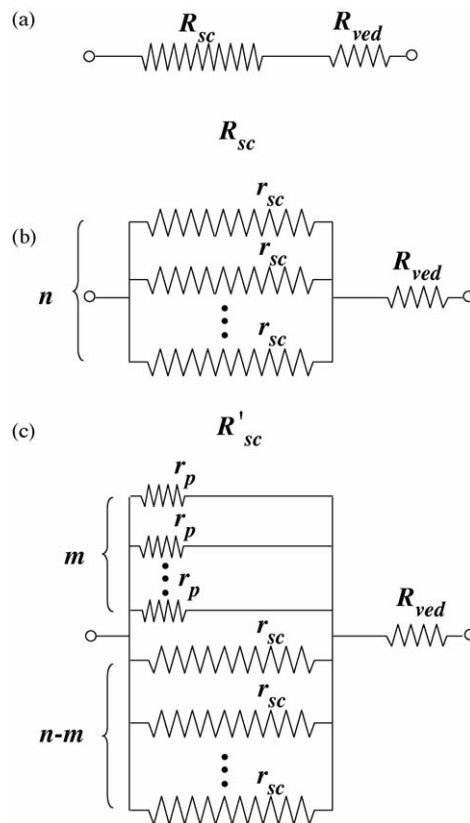 (a)
R_sc R_ved
R_sc
(b)
r_sc
r_sc
r_sc
n
R_ved
(c)
R'_sc
r_p
r_p
r_p
m
R_ved
r_sc
r_sc
r_sc
n-m